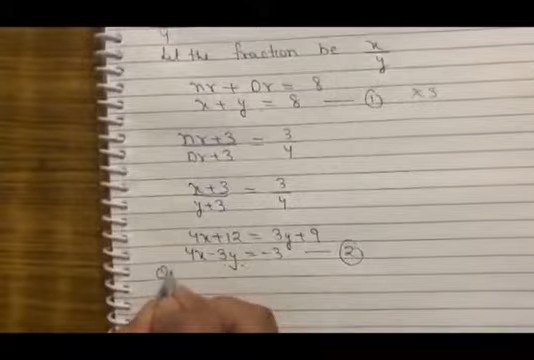 4
Let the fraction be x/y
nr + Dr = 8
x + y = 8 —— ① ×3
nr+3/Dr+3 = 3/4
x+3/y+3 = 3/4
4x+12 = 3y+9
4x-3y = -3 —— ②